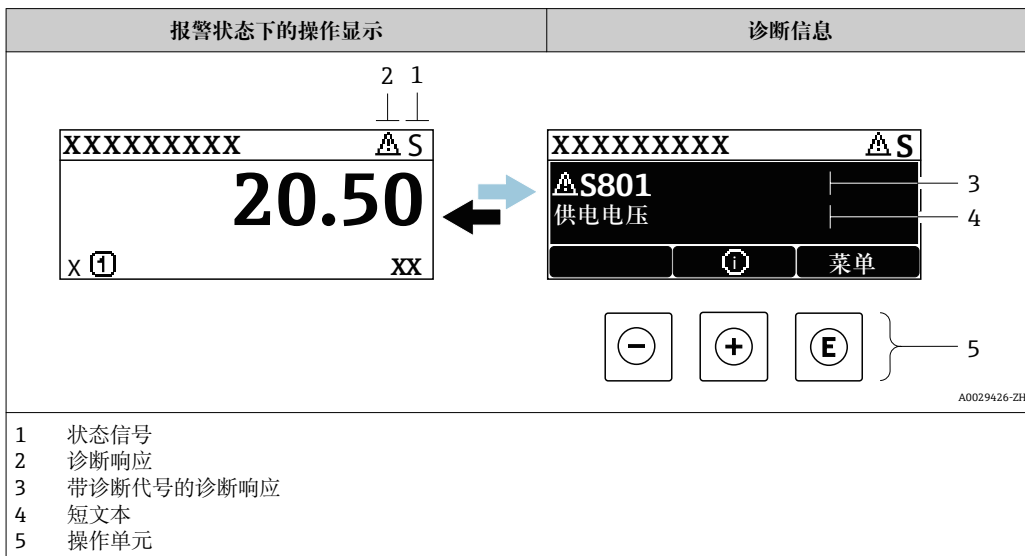 报警状态下的操作显示
诊断信息
2 1
XXXXXXXXX ⚠ S
20.50
X 1 XX
XXXXXXXXX ⚠ S
⚠S801
供电电压
i 菜单
3
4
- + E
5
A0029426-ZH
1 状态信号
2 诊断响应
3 带诊断代号的诊断响应
4 短文本
5 操作单元